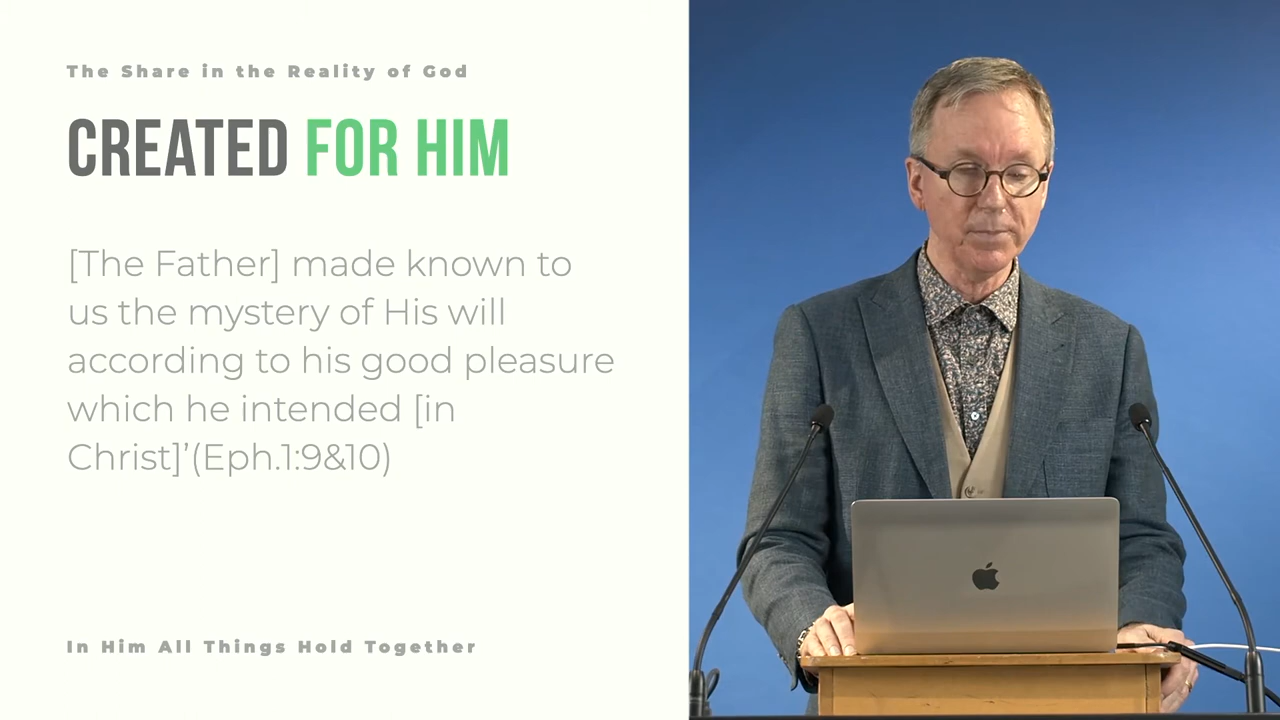 The Share in the Reality of God
CREATED FOR HIM
[The Father] made known to
us the mystery of His will
according to his good pleasure
which he intended [in
Christ]’(Eph.1:9&10)
In Him All Things Hold Together